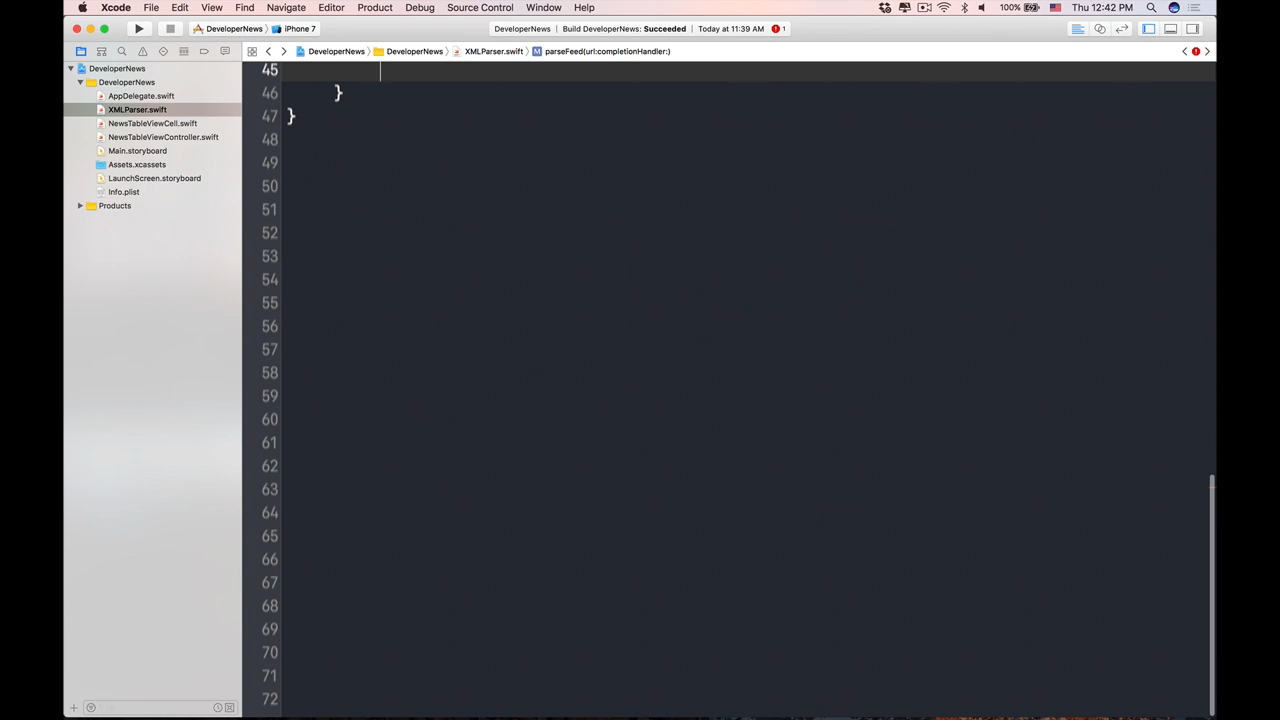 Xcode File Edit View Find Navigate Editor Product Debug Source Control Window Help 100% Thu 12:42 PM
DeveloperNews iPhone 7 DeveloperNews | Build DeveloperNews: Succeeded | Today at 11:39 AM 1
DeveloperNews DeveloperNews XMLParser.swift M parseFeed(url:completionHandler:)
DeveloperNews
DeveloperNews
AppDelegate.swift
XMLParser.swift
NewsTableViewCell.swift
NewsTableViewController.swift
Main.storyboard
Assets.xcassets
LaunchScreen.storyboard
Info.plist
Products
45
46 }
47 }
48
49
50
51
52
53
54
55
56
57
58
59
60
61
62
63
64
65
66
67
68
69
70
71
72